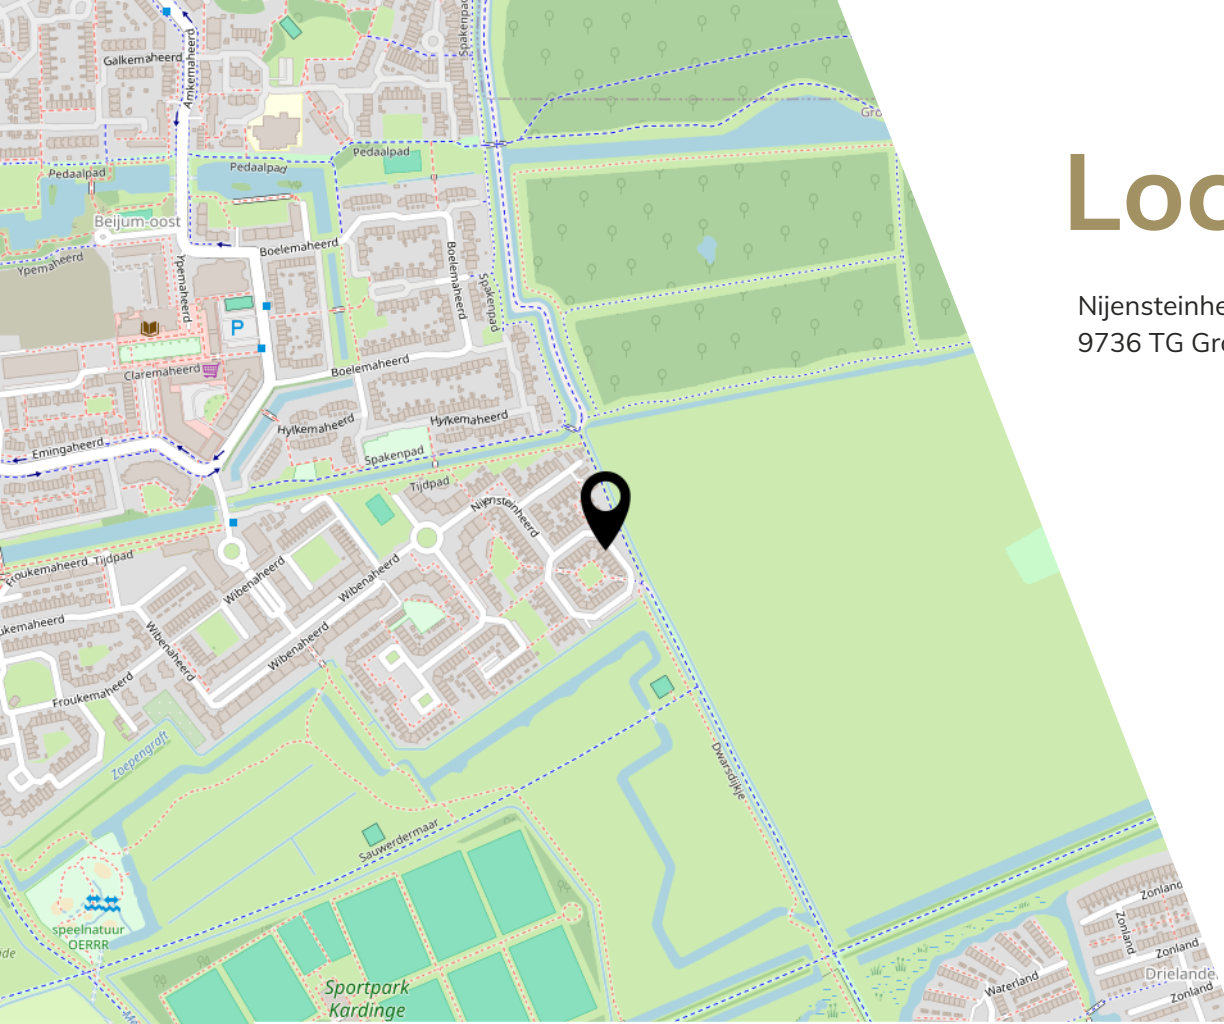 Galkemaheerd
Amkemaheerd
Spakenpad
Pedaalpad
Pedaalpad
Pedaalpad
Gro
Loc
Beijum-oost
Boelemaheerd
Ypemaheerd
Ypemaheerd
Boelemaheerd
Spakenpad
Nijensteinhe
9736 TG Gro
P
Claremaheerd
Boelemaheerd
Hylkemaheerd
Hylkemaheerd
Emingaheerd
Spakenpad
Tijdpad
Nijensteinheerd
Tijdpad
Froukemaheerd
Wibenaheerd
Wibenaheerd
ukemaheerd
Wibenaheerd
Wibenaheerd
Froukemaheerd
Zoepengraft
Dwarsdijkje
Sauwerdermaar
speelnatuur
OERRR
ide
Zonland
Zonland
Zonland
Drielande
Waterland
Zonland
Sportpark
Kardinge